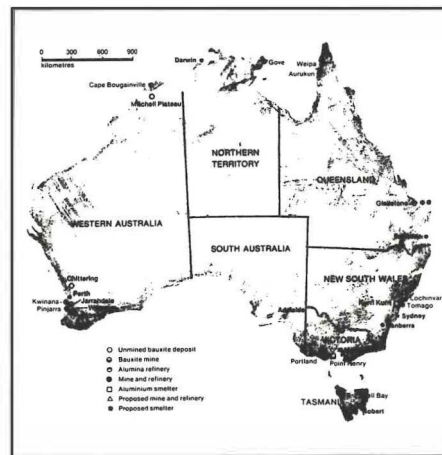 0 300 600 900
kilometres
Darwin
Gove
Weipa
Aurukun
Cape Bougainville
Mitchell Plateau
NORTHERN
TERRITORY
QUEENSLAND
Gladstone
WESTERN AUSTRALIA
SOUTH AUSTRALIA
Brisbane
Chittering
Perth
Kwinana
Jarrahdale
Pinjarra
NEW SOUTH WALES
Lochinvar
Kurri Kurri
Tomago
Sydney
Adelaide
Canberra
VICTORIA
Portland
Point Henry
Unmined bauxite deposit
Bauxite mine
Alumina refinery
Mine and refinery
Aluminium smelter
Proposed mine and refinery
Proposed smelter
Bell Bay
TASMANIA
Hobart